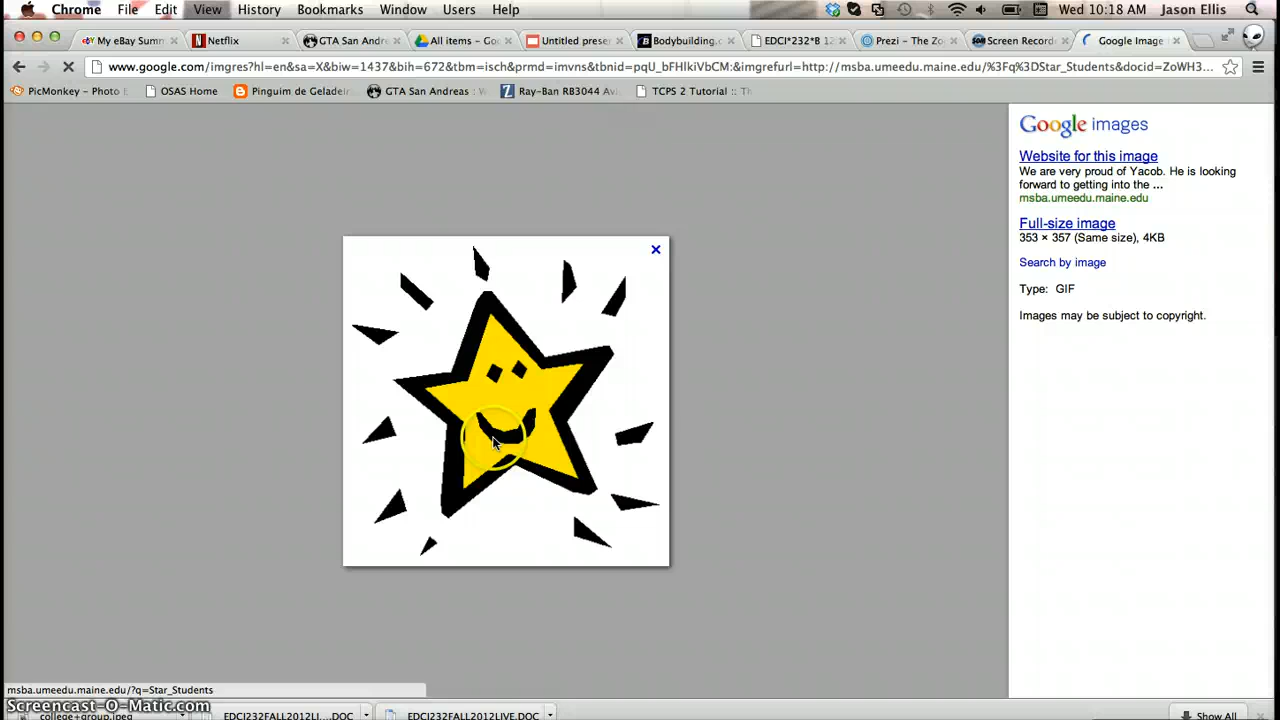 Chrome File Edit View History Bookmarks Window Users Help Wed 10:18 AM Jason Ellis
My eBay Summ Netflix GTA San Andre All items – Go Untitled preser Bodybuilding.c EDCI*232*B 12 Prezi – The Zo Screen Record Google Image
www.google.com/imgres?hl=en&sa=X&biw=1437&bih=672&tbm=isch&prmd=imvns&tbnid=pqU_bFHlkiVbCM:&imgrefurl=http://msba.umeedu.maine.edu/%3Fq%3DStar_Students&docid=ZoWH3...
PicMonkey – Photo E OSAS Home Pinguim de Geladeir GTA San Andreas : W Ray-Ban RB3044 Avi TCPS 2 Tutorial :: Th
Google images
Website for this image
We are very proud of Yacob. He is looking
forward to getting into the ...
msba.umeedu.maine.edu
Full-size image
353 × 357 (Same size), 4KB
Search by image
Type: GIF
Images may be subject to copyright.
msba.umeedu.maine.edu/?q=Star_Students
Screencast-O-Matic.com
college+group.jpeg EDCI232FALL2012LI....DOC EDCI232FALL2012LIVE.DOC Show All